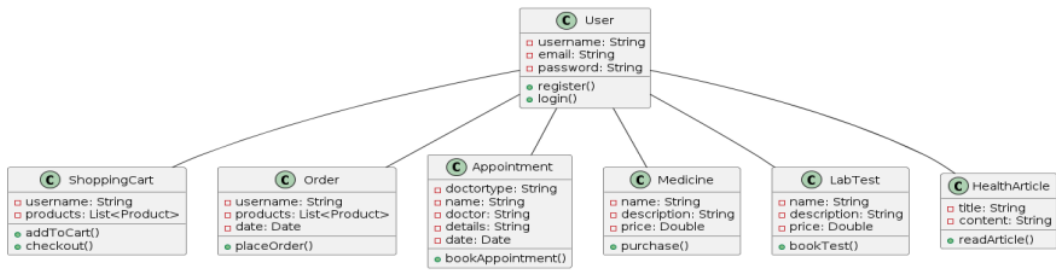 C User
username: String
email: String
password: String
register()
login()
C ShoppingCart
username: String
products: List<Product>
addToCart()
checkout()
C Order
username: String
products: List<Product>
date: Date
placeOrder()
C Appointment
doctortype: String
name: String
doctor: String
details: String
date: Date
bookAppointment()
C Medicine
name: String
description: String
price: Double
purchase()
C LabTest
name: String
description: String
price: Double
bookTest()
C HealthArticle
title: String
content: String
readArticle()